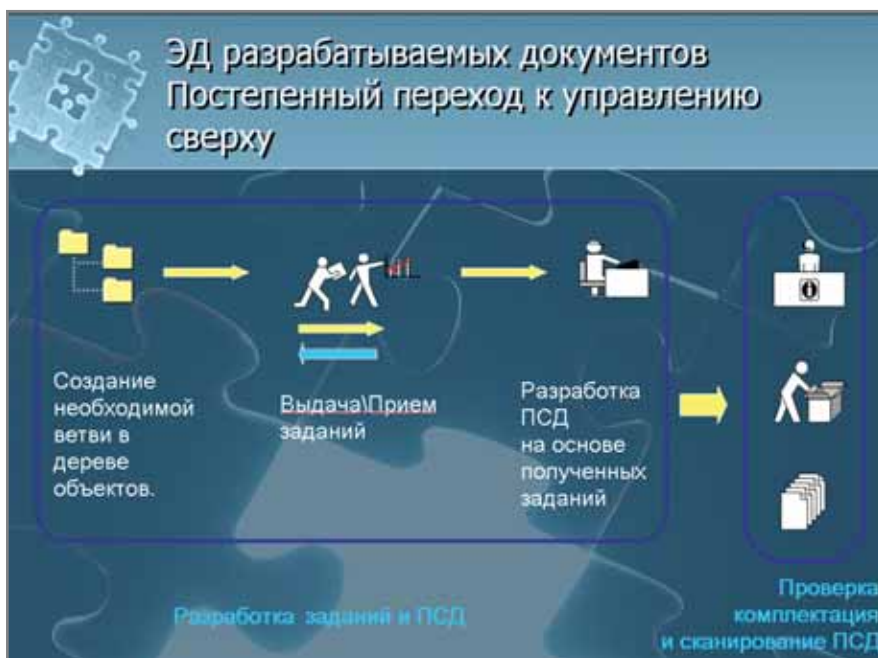 ЭД разрабатываемых документов
Постепенный переход к управлению
сверху
Создание
необходимой
ветви в
дереве
объектов.
Выдача\Прием
заданий
Разработка
ПСД
на основе
полученных
заданий
Разработка заданий и ПСД
Проверка
комплектация
и сканирование ПСД